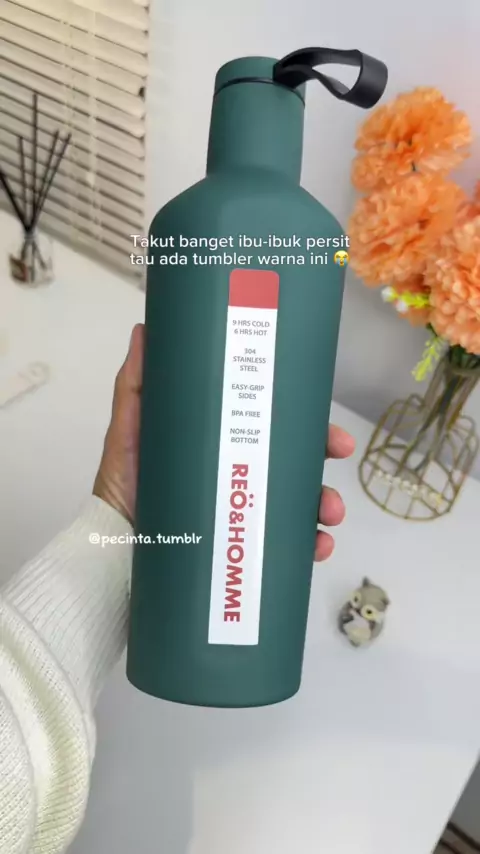 Takut banget ibu-ibuk persit
tau ada tumbler warna ini 😭
9 HRS COLD
6 HRS HOT
304
STAINLESS
STEEL
EASY-GRIP
SIDES
BPA FREE
NON-SLIP
BOTTOM
REÖ&HOMME
@pecinta.tumblr